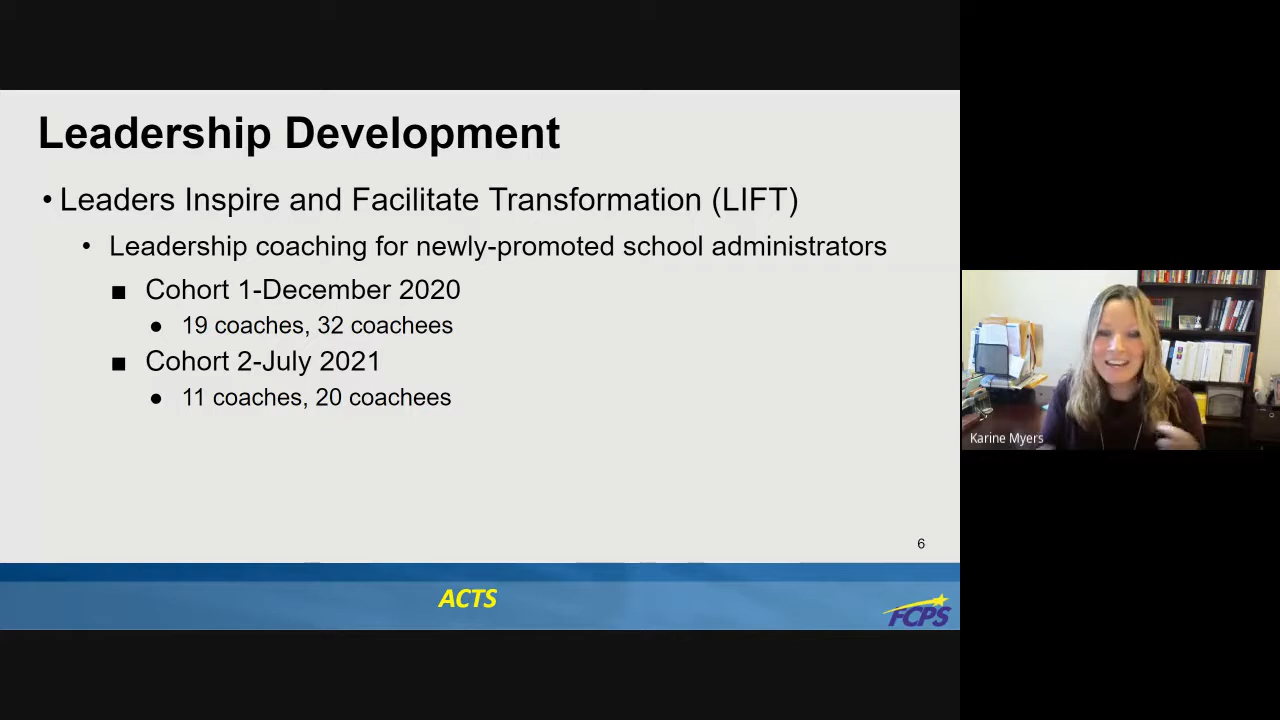 Leadership Development
• Leaders Inspire and Facilitate Transformation (LIFT)
• Leadership coaching for newly-promoted school administrators
■ Cohort 1-December 2020
● 19 coaches, 32 coachees
■ Cohort 2-July 2021
● 11 coaches, 20 coachees
6
ACTS
FCPS
Karine Myers